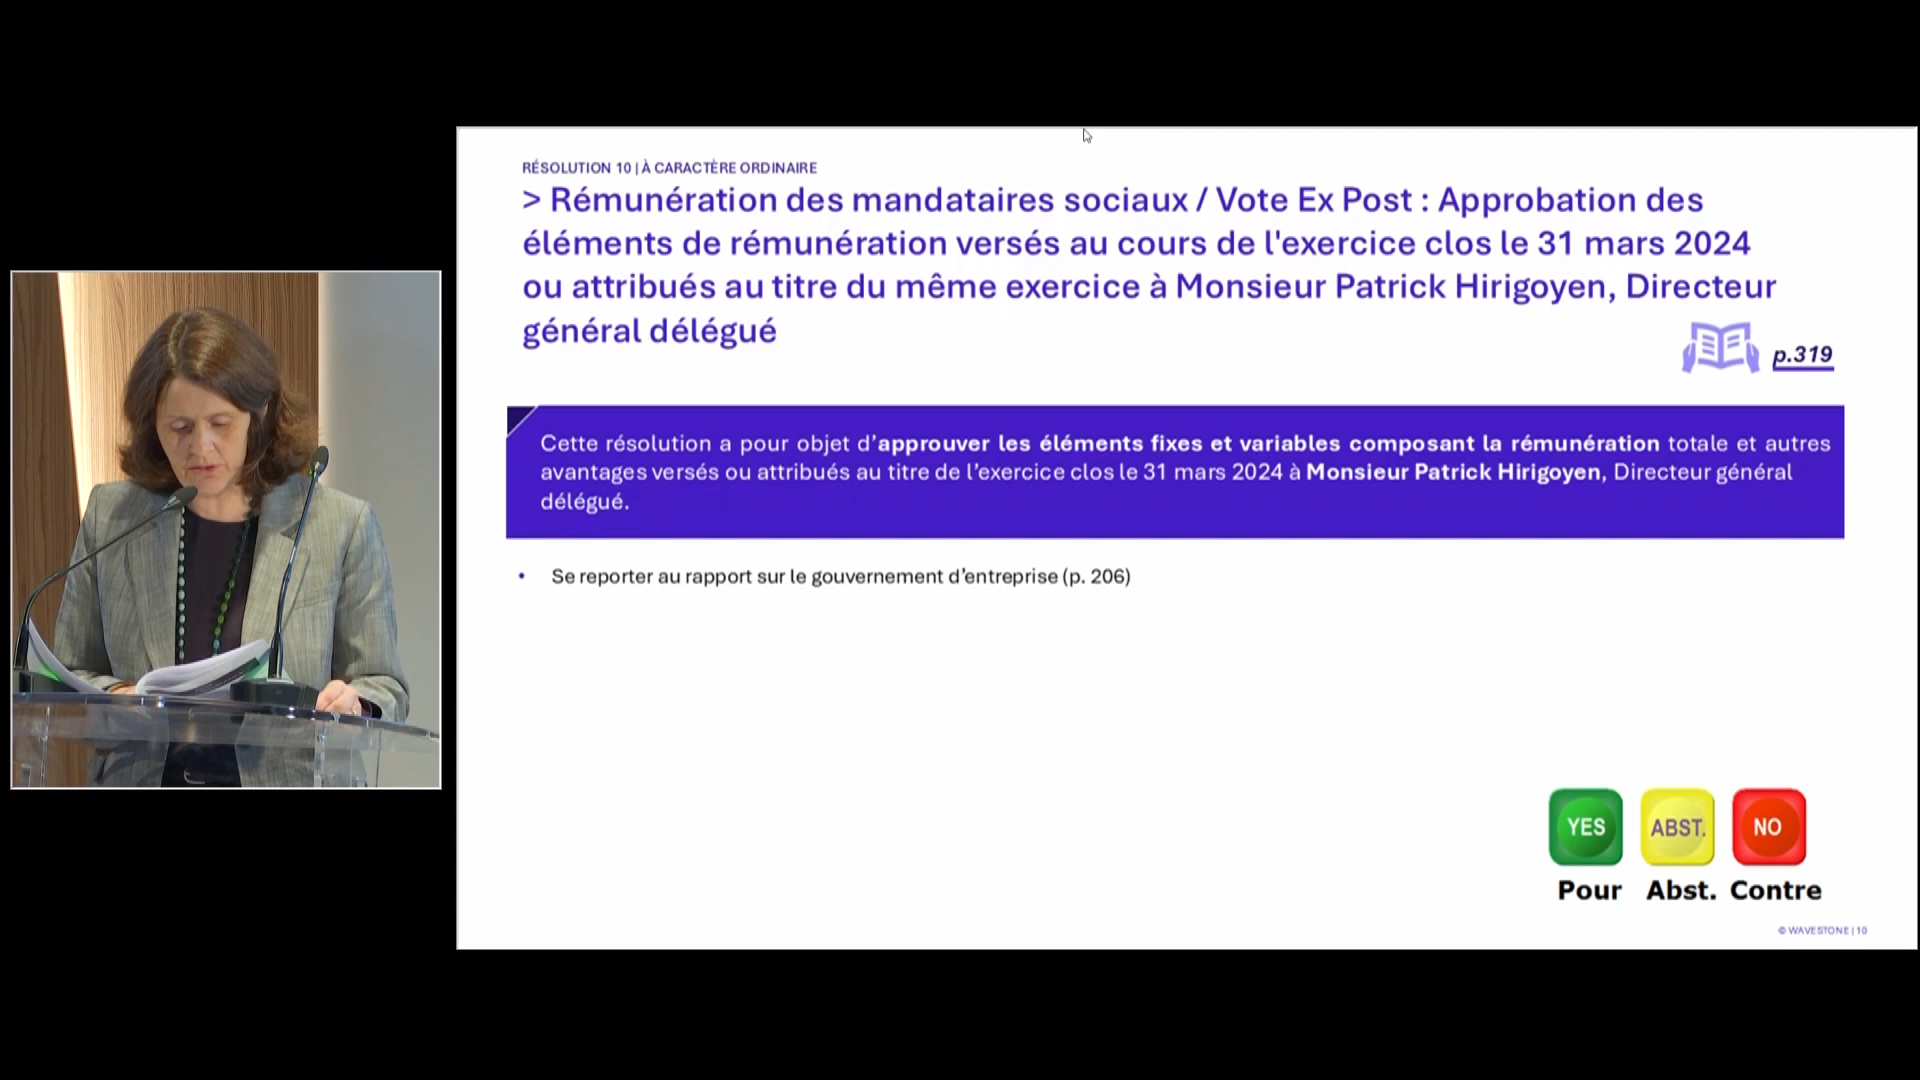 RÉSOLUTION 10 | À CARACTÈRE ORDINAIRE
> Rémunération des mandataires sociaux / Vote Ex Post : Approbation des
éléments de rémunération versés au cours de l'exercice clos le 31 mars 2024
ou attribués au titre du même exercice à Monsieur Patrick Hirigoyen, Directeur
général délégué
p.319
Cette résolution a pour objet d’approuver les éléments fixes et variables composant la rémunération totale et autres
avantages versés ou attribués au titre de l’exercice clos le 31 mars 2024 à Monsieur Patrick Hirigoyen, Directeur général
délégué.
• Se reporter au rapport sur le gouvernement d’entreprise (p. 206)
YES ABST. NO
Pour Abst. Contre
© WAVESTONE | 10